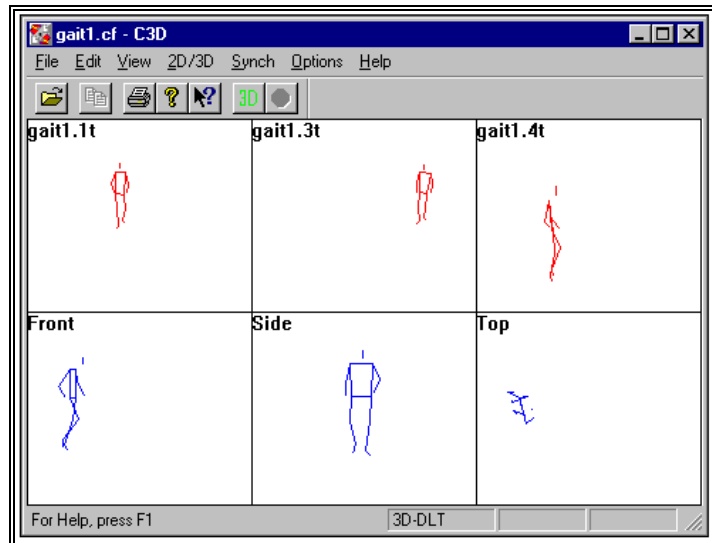 gait1.cf - C3D
File Edit View 2D/3D Synch Options Help
3D
gait1.1t gait1.3t gait1.4t
Front Side Top
For Help, press F1 3D-DLT